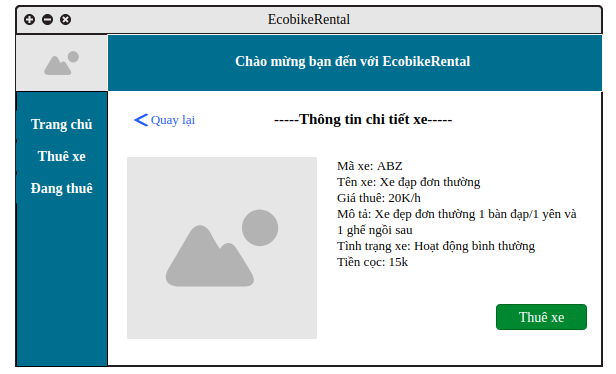 EcobikeRental
Chào mừng bạn đến với EcobikeRental
Trang chủ
Thuê xe
Đang thuê
Quay lại
-----Thông tin chi tiết xe-----
Mã xe: ABZ
Tên xe: Xe đạp đơn thường
Giá thuê: 20K/h
Mô tả: Xe đẹp đơn thường 1 bàn đạp/1 yên và
1 ghế ngồi sau
Tình trạng xe: Hoạt động bình thường
Tiền cọc: 15k
Thuê xe